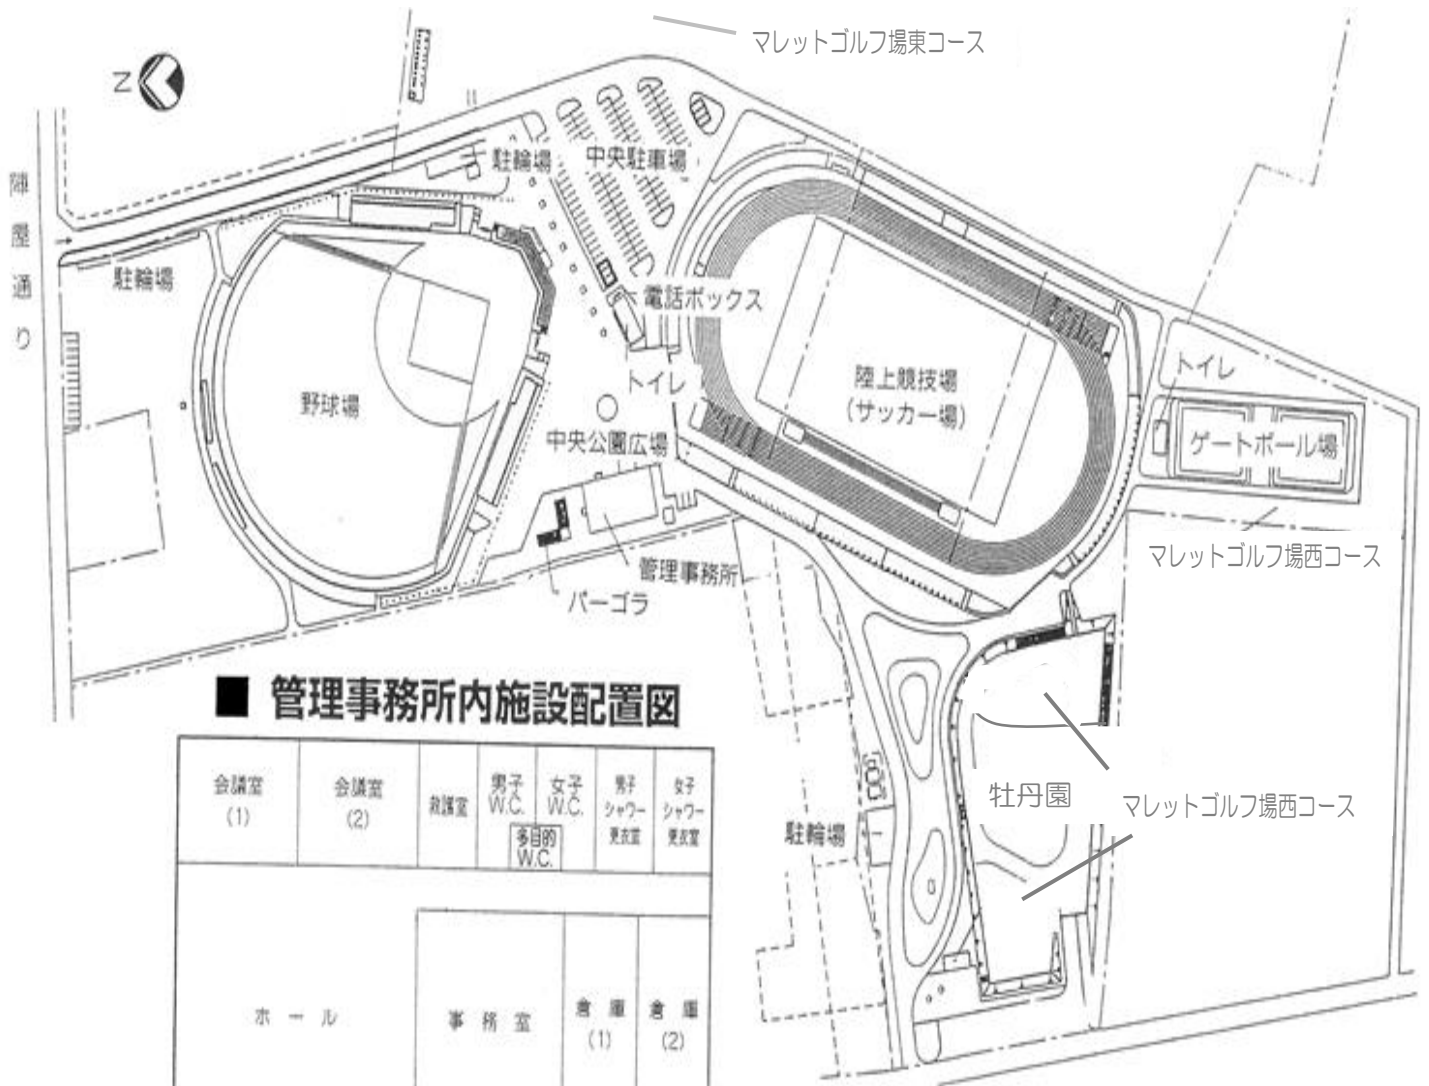 マレットゴルフ場東コース
Z
駐輪場
中央駐車場
陣屋通り
駐輪場
電話ボックス
トイレ
野球場
陸上競技場
(サッカー場)
トイレ
中央公園広場
ゲートボール場
マレットゴルフ場西コース
管理事務所
パーゴラ
■ 管理事務所内施設配置図
会議室
(1)
会議室
(2)
救護室
男子
W.C.
女子
W.C.
多目的
W.C.
男子
シャワー
更衣室
女子
シャワー
更衣室
牡丹園
マレットゴルフ場西コース
駐輪場
ホール
事務室
倉庫
(1)
倉庫
(2)